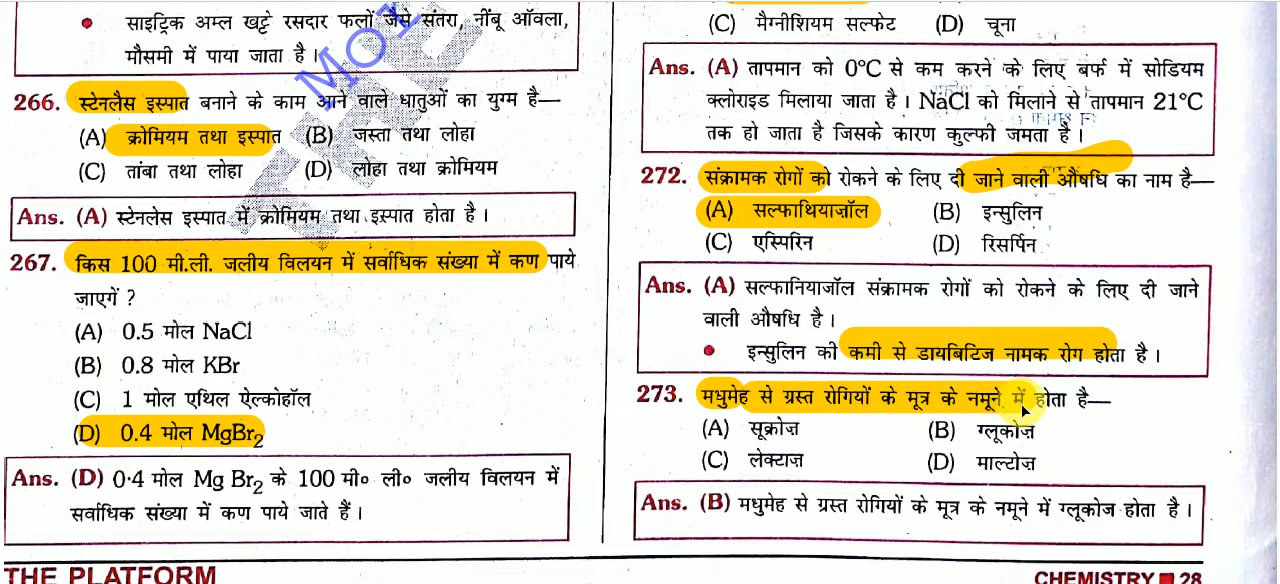 ● साइट्रिक अम्ल खट्टे रसदार फलों जैसे संतरा, नींबू ऑवला,
मौसमी में पाया जाता है।
266. स्टेनलैस इस्पात बनाने के काम आने वाले धातुओं का युग्म है—
(A) क्रोमियम तथा इस्पात (B) जस्ता तथा लोहा
(C) तांबा तथा लोहा (D) लोहा तथा क्रोमियम
Ans. (A) स्टेनलेस इस्पात में क्रोमियम तथा इस्पात होता है।
267. किस 100 मी.ली. जलीय विलयन में सर्वाधिक संख्या में कण पाये
जाएगें ?
(A) 0.5 मोल NaCl
(B) 0.8 मोल KBr
(C) 1 मोल एथिल ऐल्कोहॉल
(D) 0.4 मोल MgBr₂
Ans. (D) 0·4 मोल Mg Br₂ के 100 मी० ली० जलीय विलयन में
सर्वाधिक संख्या में कण पाये जाते हैं।
THE PLATFORM
(C) मैग्नीशियम सल्फेट (D) चूना
Ans. (A) तापमान को 0°C से कम करने के लिए बर्फ में सोडियम
क्लोराइड मिलाया जाता है। NaCl को मिलाने से तापमान 21°C
तक हो जाता है जिसके कारण कुल्फी जमता है।
272. संक्रामक रोगों को रोकने के लिए दी जाने वाली औषधि का नाम है—
(A) सल्फाथियाजॉल (B) इन्सुलिन
(C) एस्पिरिन (D) रिसर्पिन
Ans. (A) सल्फानियाजॉल संक्रामक रोगों को रोकने के लिए दी जाने
वाली औषधि है।
● इन्सुलिन की कमी से डायबिटिज नामक रोग होता है।
273. मधुमेह से ग्रस्त रोगियों के मूत्र के नमूने में होता है—
(A) सूक्रोज़ (B) ग्लूकोज़
(C) लेक्टाज़ (D) माल्टोज़
Ans. (B) मधुमेह से ग्रस्त रोगियों के मूत्र के नमूने में ग्लूकोज होता है।
CHEMISTRY ■ 28